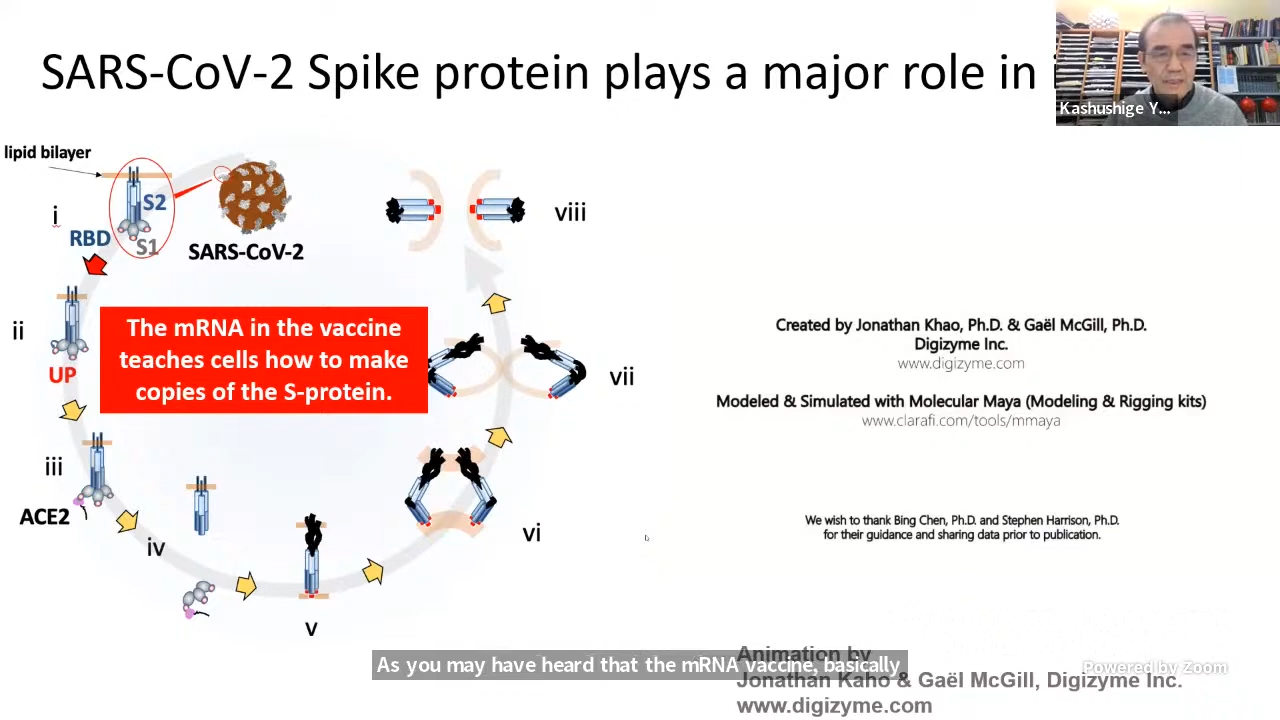 SARS-CoV-2 Spike protein plays a major role in i
Kashushige Y...
lipid bilayer
S2
i
RBD
S1
SARS-CoV-2
viii
ii
UP
The mRNA in the vaccine
teaches cells how to make
copies of the S-protein.
vii
iii
ACE2
iv
vi
v
Created by Jonathan Khao, Ph.D. & Gaël McGill, Ph.D.
Digizyme Inc.
www.digizyme.com
Modeled & Simulated with Molecular Maya (Modeling & Rigging kits)
www.clarafi.com/tools/mmaya
We wish to thank Bing Chen, Ph.D. and Stephen Harrison, Ph.D.
for their guidance and sharing data prior to publication.
Animation by
As you may have heard that the mRNA vaccine, basically
Powered by Zoom
Jonathan Kaho & Gaël McGill, Digizyme Inc.
www.digizyme.com